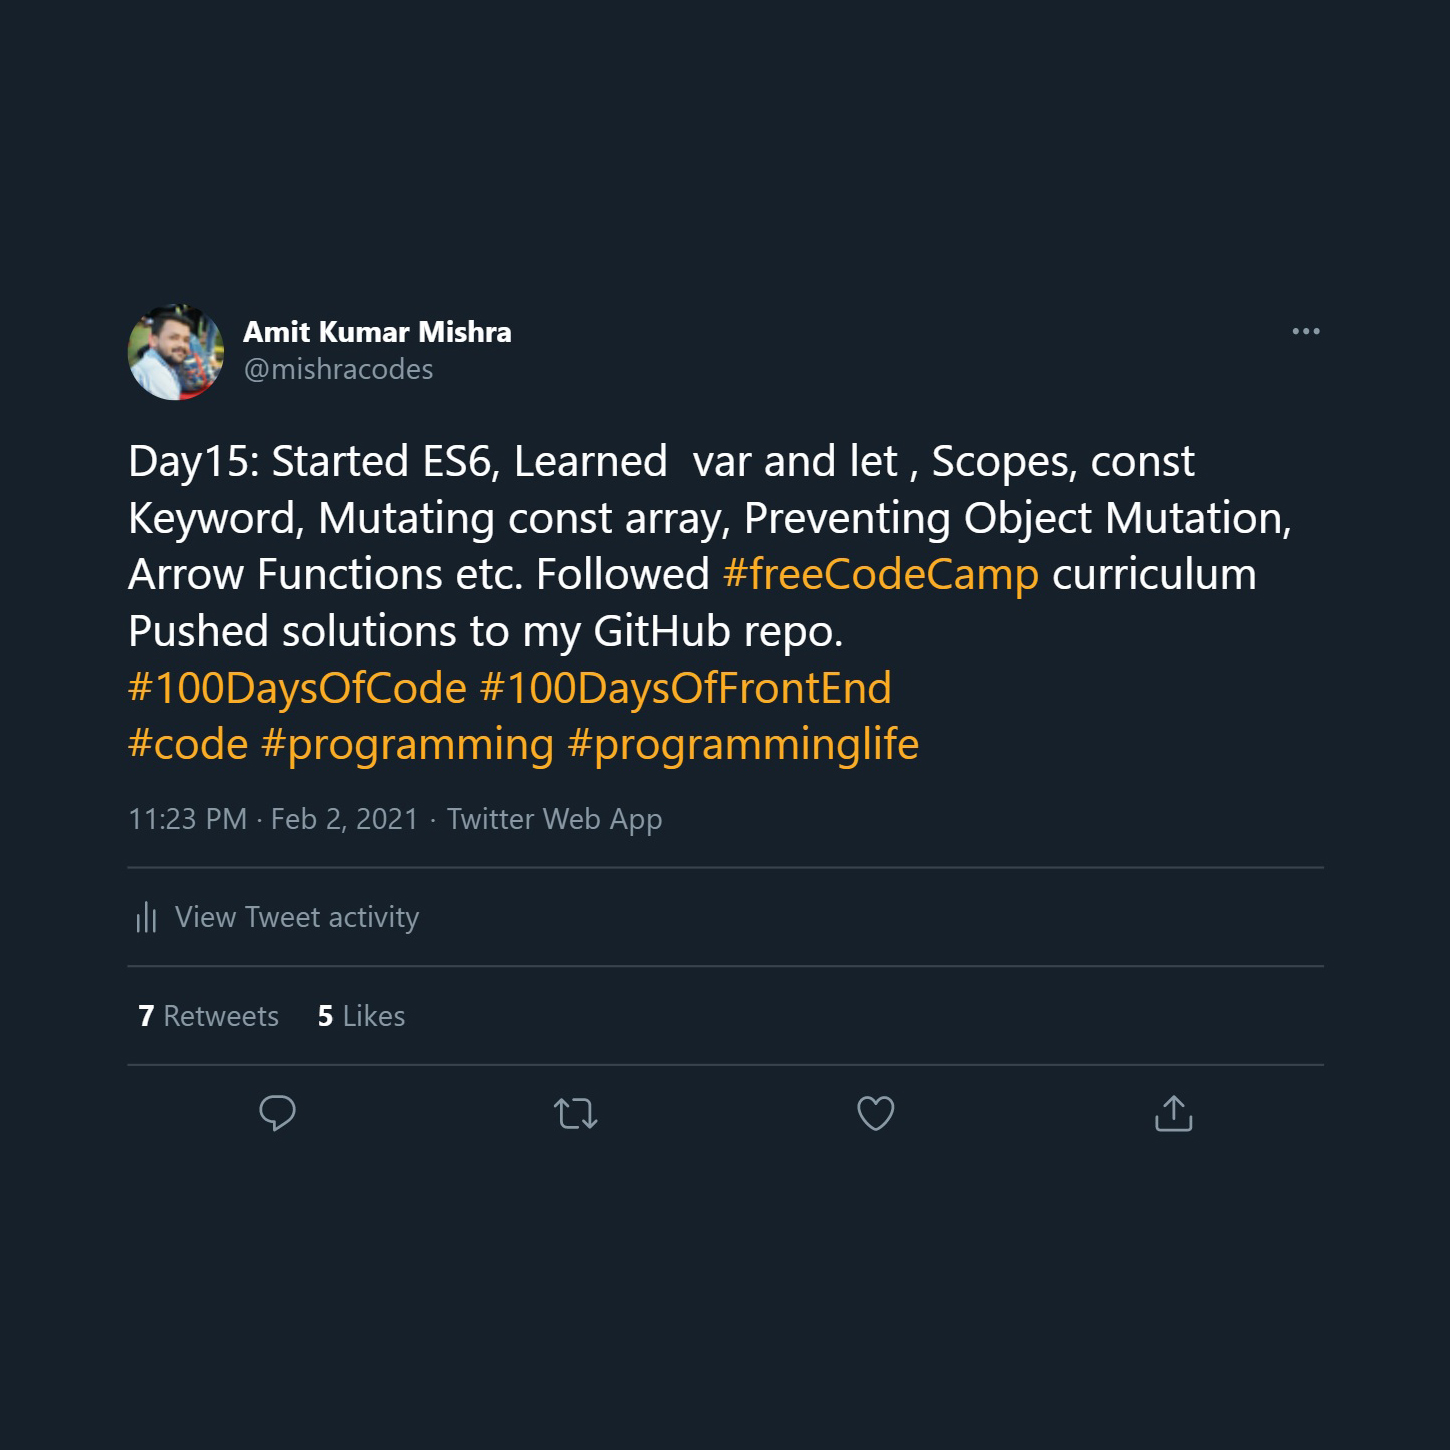 Amit Kumar Mishra
@mishracodes
Day15: Started ES6, Learned  var and let , Scopes, const
Keyword, Mutating const array, Preventing Object Mutation,
Arrow Functions etc. Followed #freeCodeCamp curriculum
Pushed solutions to my GitHub repo.
#100DaysOfCode #100DaysOfFrontEnd
#code #programming #programminglife
11:23 PM · Feb 2, 2021 · Twitter Web App
View Tweet activity
7 Retweets 5 Likes